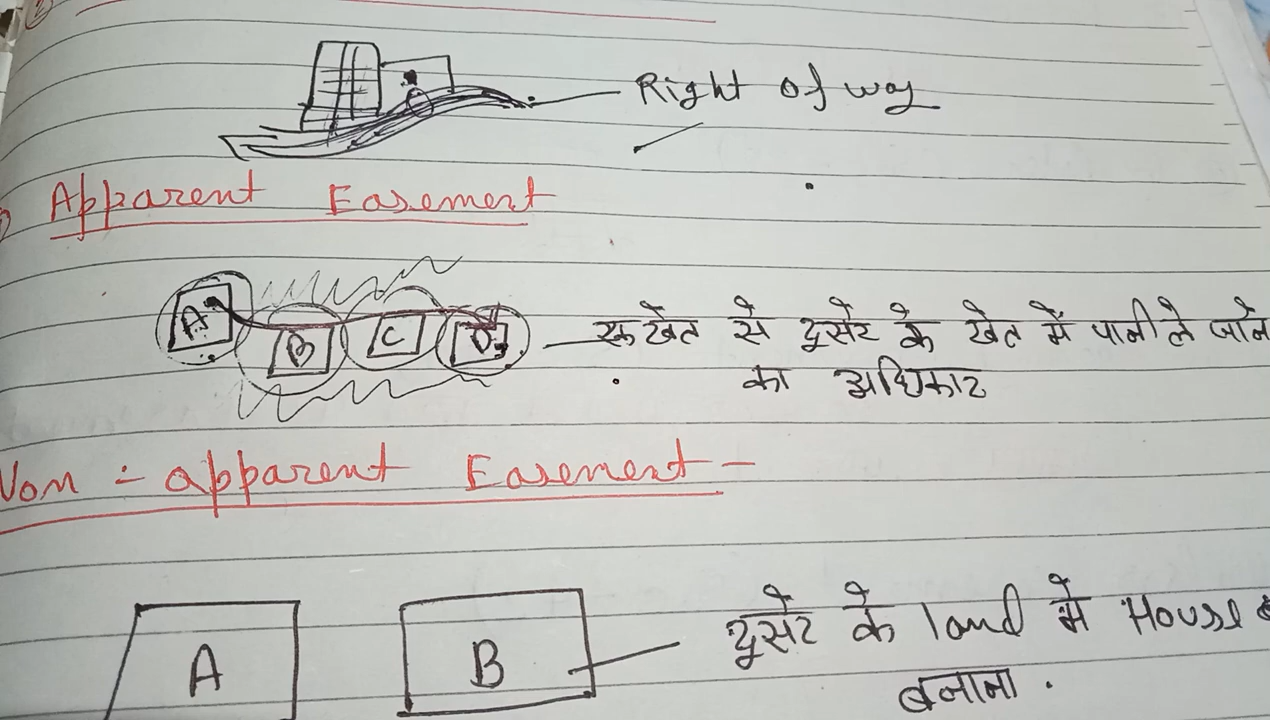 Right of way
Apparent Easement
A
B
C
D
एक खेत से दूसरे के खेत में पानी ले जाने
का अधिकार
Non - apparent Easement -
A
B
दूसरे के land में House
बनाना .